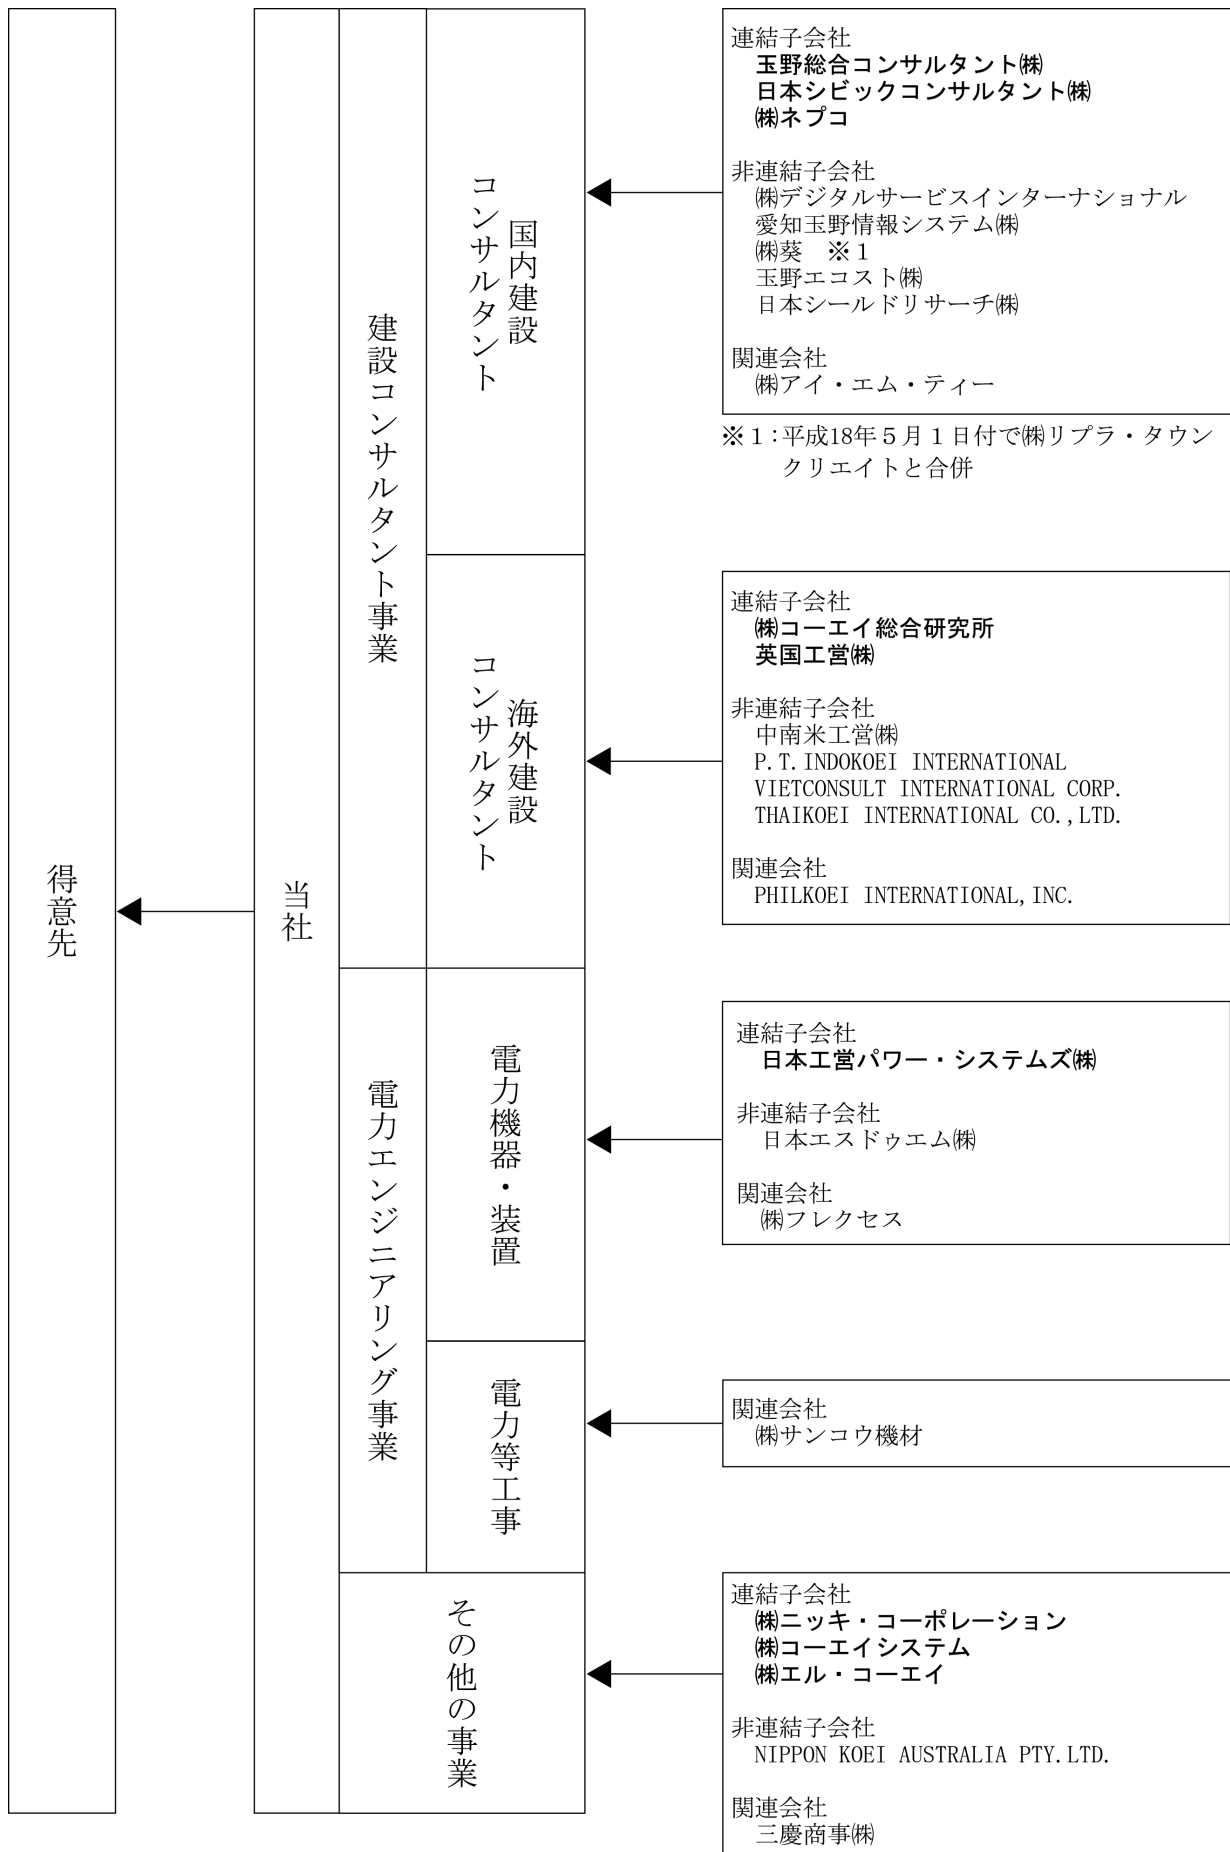 得意先
当社
建設コンサルタント事業
国内建設
コンサルタント
連結子会社
玉野総合コンサルタント㈱
日本シビックコンサルタント㈱
㈱ネプコ
非連結子会社
㈱デジタルサービスインターナショナル
愛知玉野情報システム㈱
㈱葵　※１
玉野エコスト㈱
日本シールドリサーチ㈱
関連会社
㈱アイ・エム・ティー
※１：平成18年５月１日付で㈱リプラ・タウン
クリエイトと合併
海外建設
コンサルタント
連結子会社
㈱コーエイ総合研究所
英国工営㈱
非連結子会社
中南米工営㈱
P.T.INDOKOEI INTERNATIONAL
VIETCONSULT INTERNATIONAL CORP.
THAIKOEI INTERNATIONAL CO.,LTD.
関連会社
PHILKOEI INTERNATIONAL,INC.
電力エンジニアリング事業
電力機器・装置
連結子会社
日本工営パワー・システムズ㈱
非連結子会社
日本エスドゥエム㈱
関連会社
㈱フレクセス
電力等工事
関連会社
㈱サンコウ機材
その他の事業
連結子会社
㈱ニッキ・コーポレーション
㈱コーエイシステム
㈱エル・コーエイ
非連結子会社
NIPPON KOEI AUSTRALIA PTY.LTD.
関連会社
三慶商事㈱